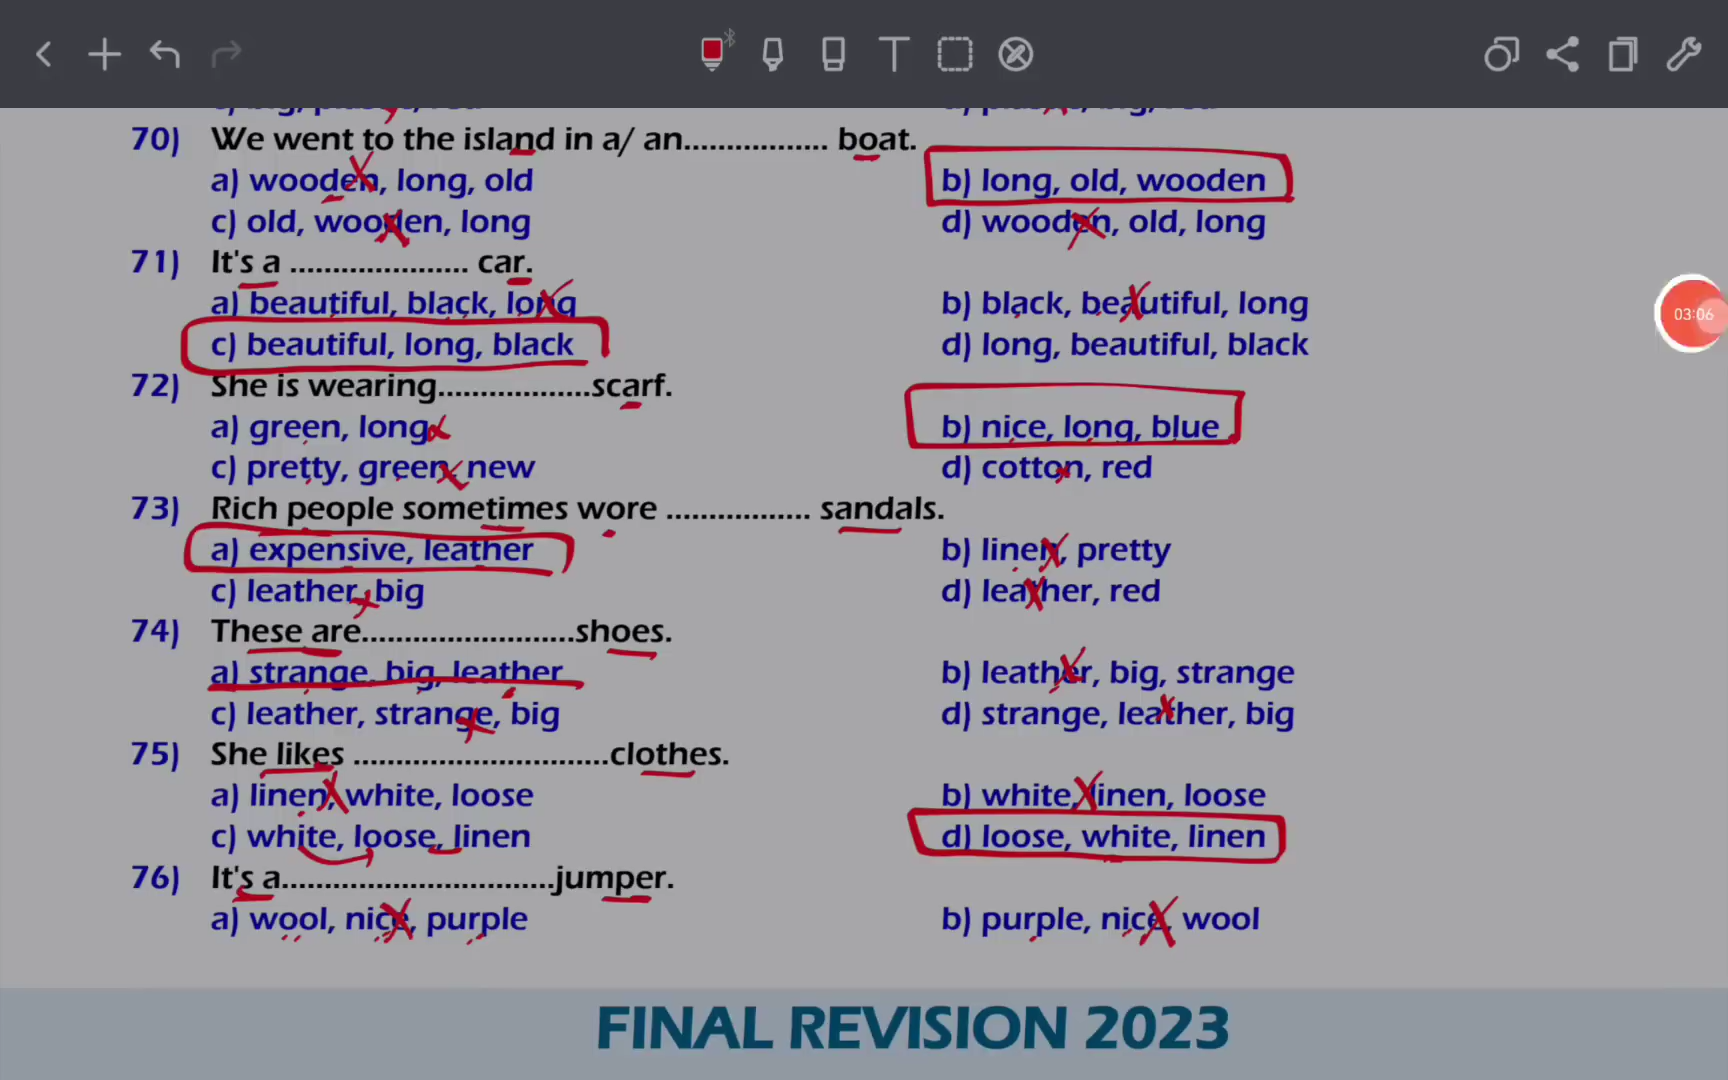 70) We went to the island in a/ an................. boat.
a) wooden, long, old b) long, old, wooden
c) old, wooden, long d) wooden, old, long
71) It's a ..................... car.
a) beautiful, black, long b) black, beautiful, long
c) beautiful, long, black d) long, beautiful, black
72) She is wearing..................scarf.
a) green, long b) nice, long, blue
c) pretty, green, new d) cotton, red
73) Rich people sometimes wore ................. sandals.
a) expensive, leather b) linen, pretty
c) leather, big d) leather, red
74) These are.........................shoes.
a) strange, big, leather b) leather, big, strange
c) leather, strange, big d) strange, leather, big
75) She likes ..............................clothes.
a) linen, white, loose b) white, linen, loose
c) white, loose, linen d) loose, white, linen
76) It's a................................jumper.
a) wool, nice, purple b) purple, nice, wool
FINAL REVISION 2023
03:06